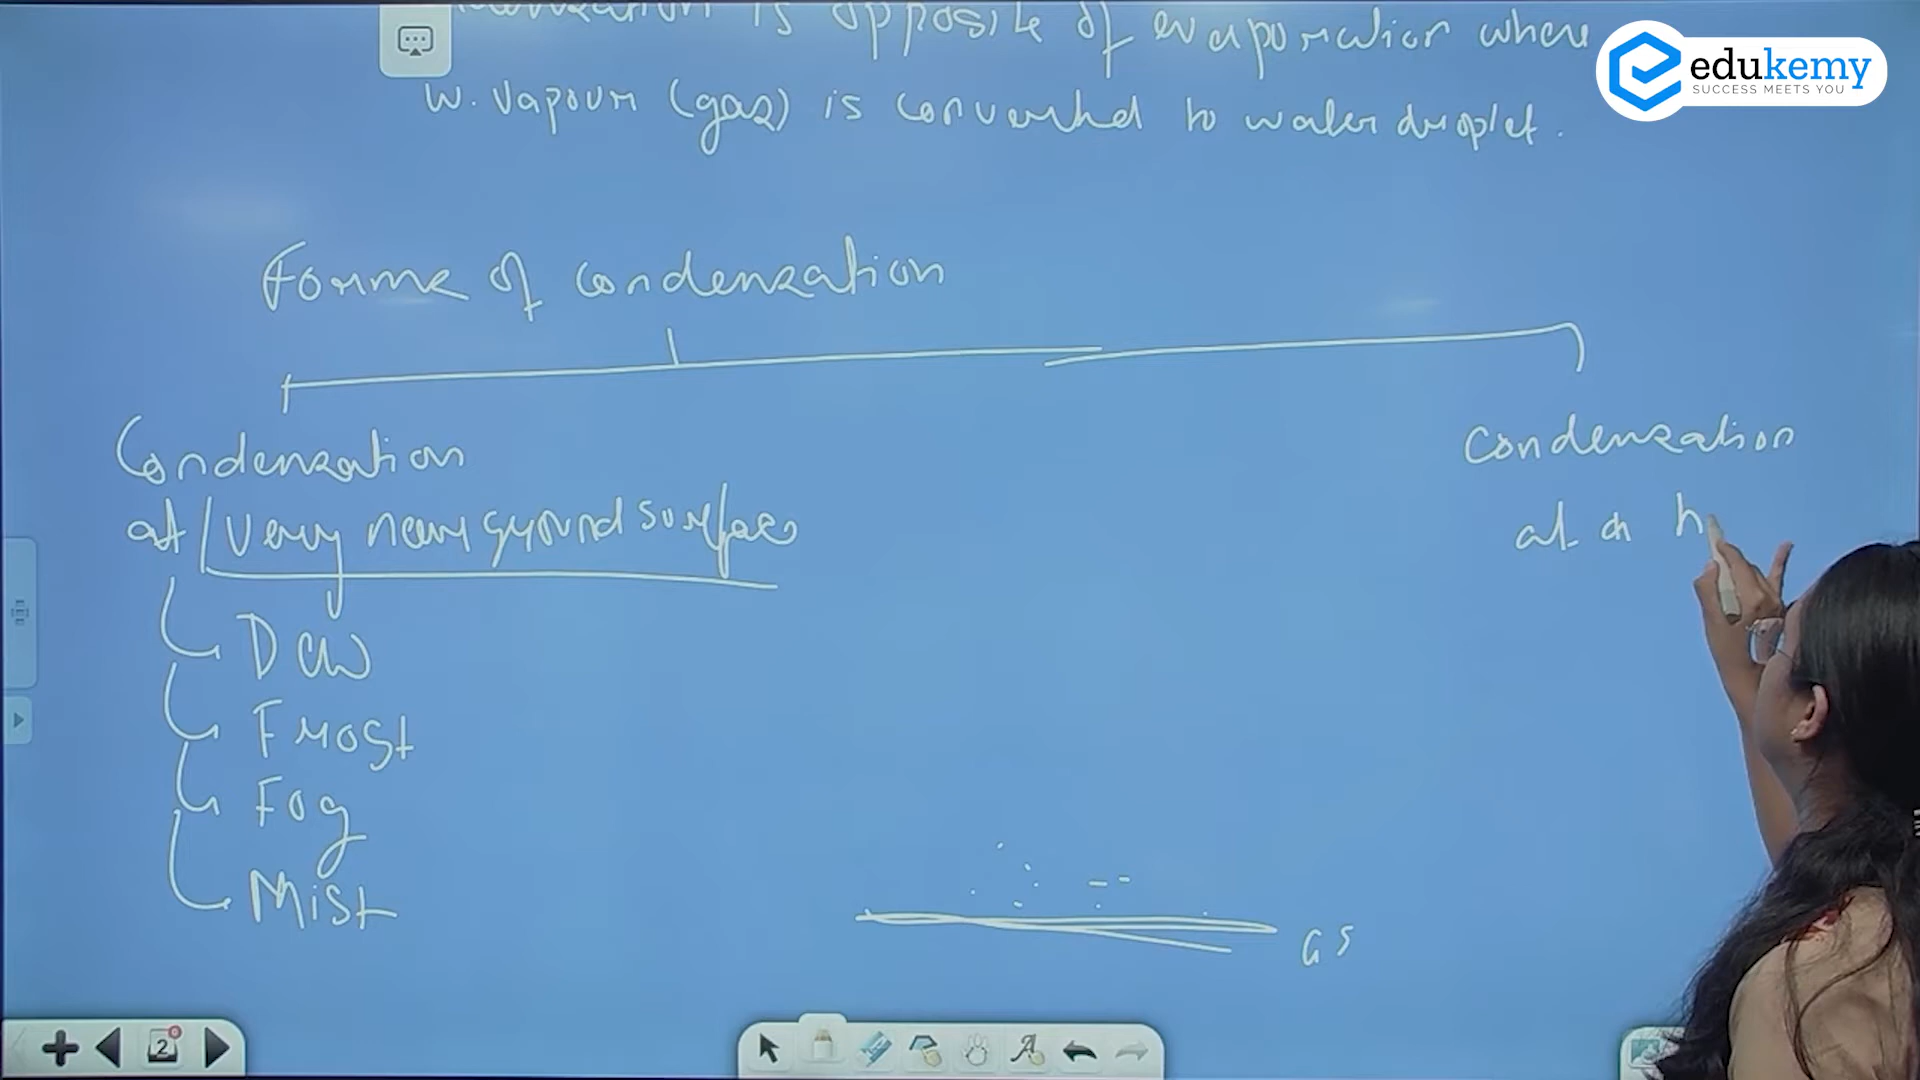 is opposite of evaporation where
W. vapour (gas) is converted to water droplet.
edukemy
SUCCESS MEETS YOU
Forms of condensation
Condensation
at very near ground surface
Dew
Frost
Fog
Mist
Condensation
at a h
GS
2